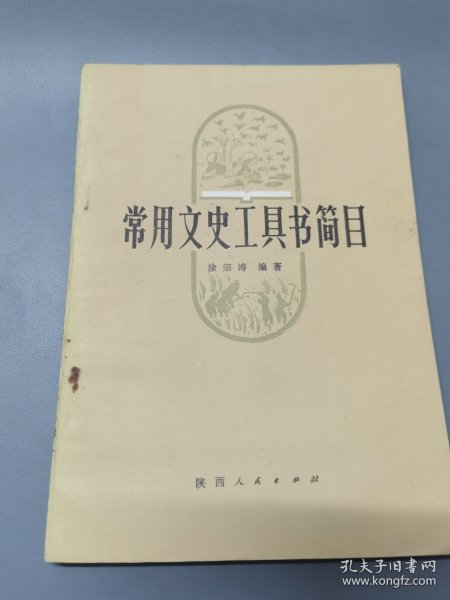 常用文史工具书简目
涂宗涛 编著
陕西人民出版社
孔夫子旧书网
www.kongfz.com